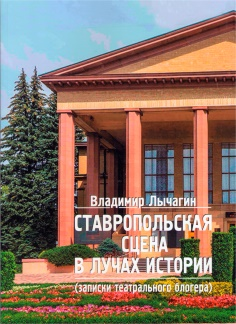 Владимир Лычагин
СТАВРОПОЛЬСКАЯ
СЦЕНА
В ЛУЧАХ ИСТОРИИ
(записки театрального блогера)